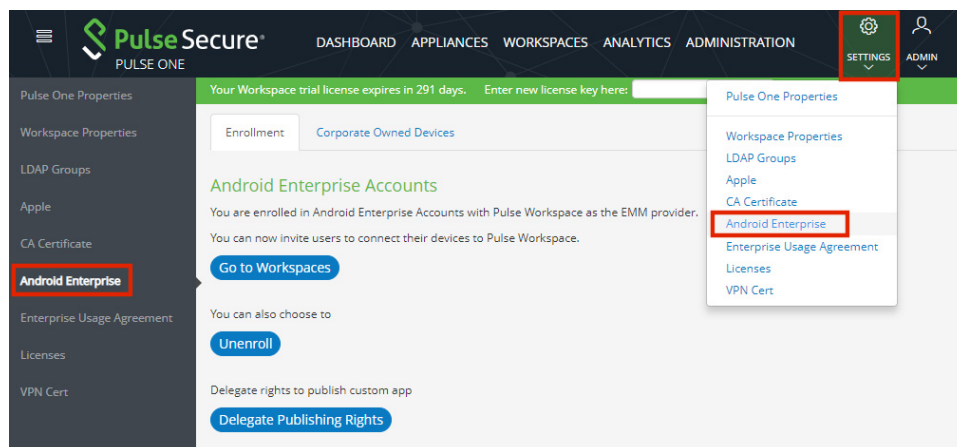 Pulse Secure®
PULSE ONE
DASHBOARD APPLIANCES WORKSPACES ANALYTICS ADMINISTRATION
SETTINGS
ADMIN
Your Workspace trial license expires in 291 days. Enter new license key here:
Pulse One Properties
Workspace Properties
LDAP Groups
Apple
CA Certificate
Android Enterprise
Enterprise Usage Agreement
Licenses
VPN Cert
Enrollment Corporate Owned Devices
Android Enterprise Accounts
You are enrolled in Android Enterprise Accounts with Pulse Workspace as the EMM provider.
You can now invite users to connect their devices to Pulse Workspace.
Go to Workspaces
You can also choose to
Unenroll
Delegate rights to publish custom app
Delegate Publishing Rights
Pulse One Properties
Workspace Properties
LDAP Groups
Apple
CA Certificate
Android Enterprise
Enterprise Usage Agreement
Licenses
VPN Cert